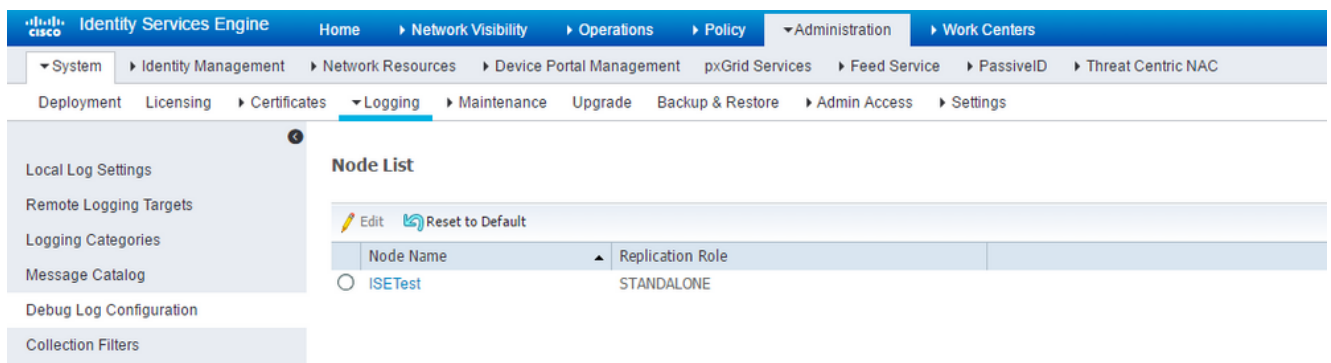 cisco Identity Services Engine Home Network Visibility Operations Policy Administration Work Centers
System Identity Management Network Resources Device Portal Management pxGrid Services Feed Service PassiveID Threat Centric NAC
Deployment Licensing Certificates Logging Maintenance Upgrade Backup & Restore Admin Access Settings
Local Log Settings
Remote Logging Targets
Logging Categories
Message Catalog
Debug Log Configuration
Collection Filters
Node List
Edit Reset to Default
Node Name Replication Role
ISETest STANDALONE